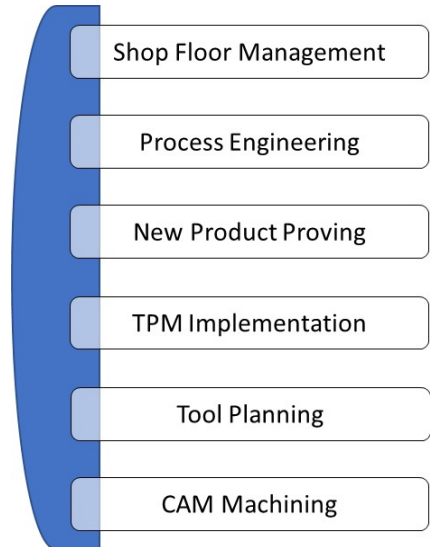 Shop Floor Management
Process Engineering
New Product Proving
TPM Implementation
Tool Planning
CAM Machining